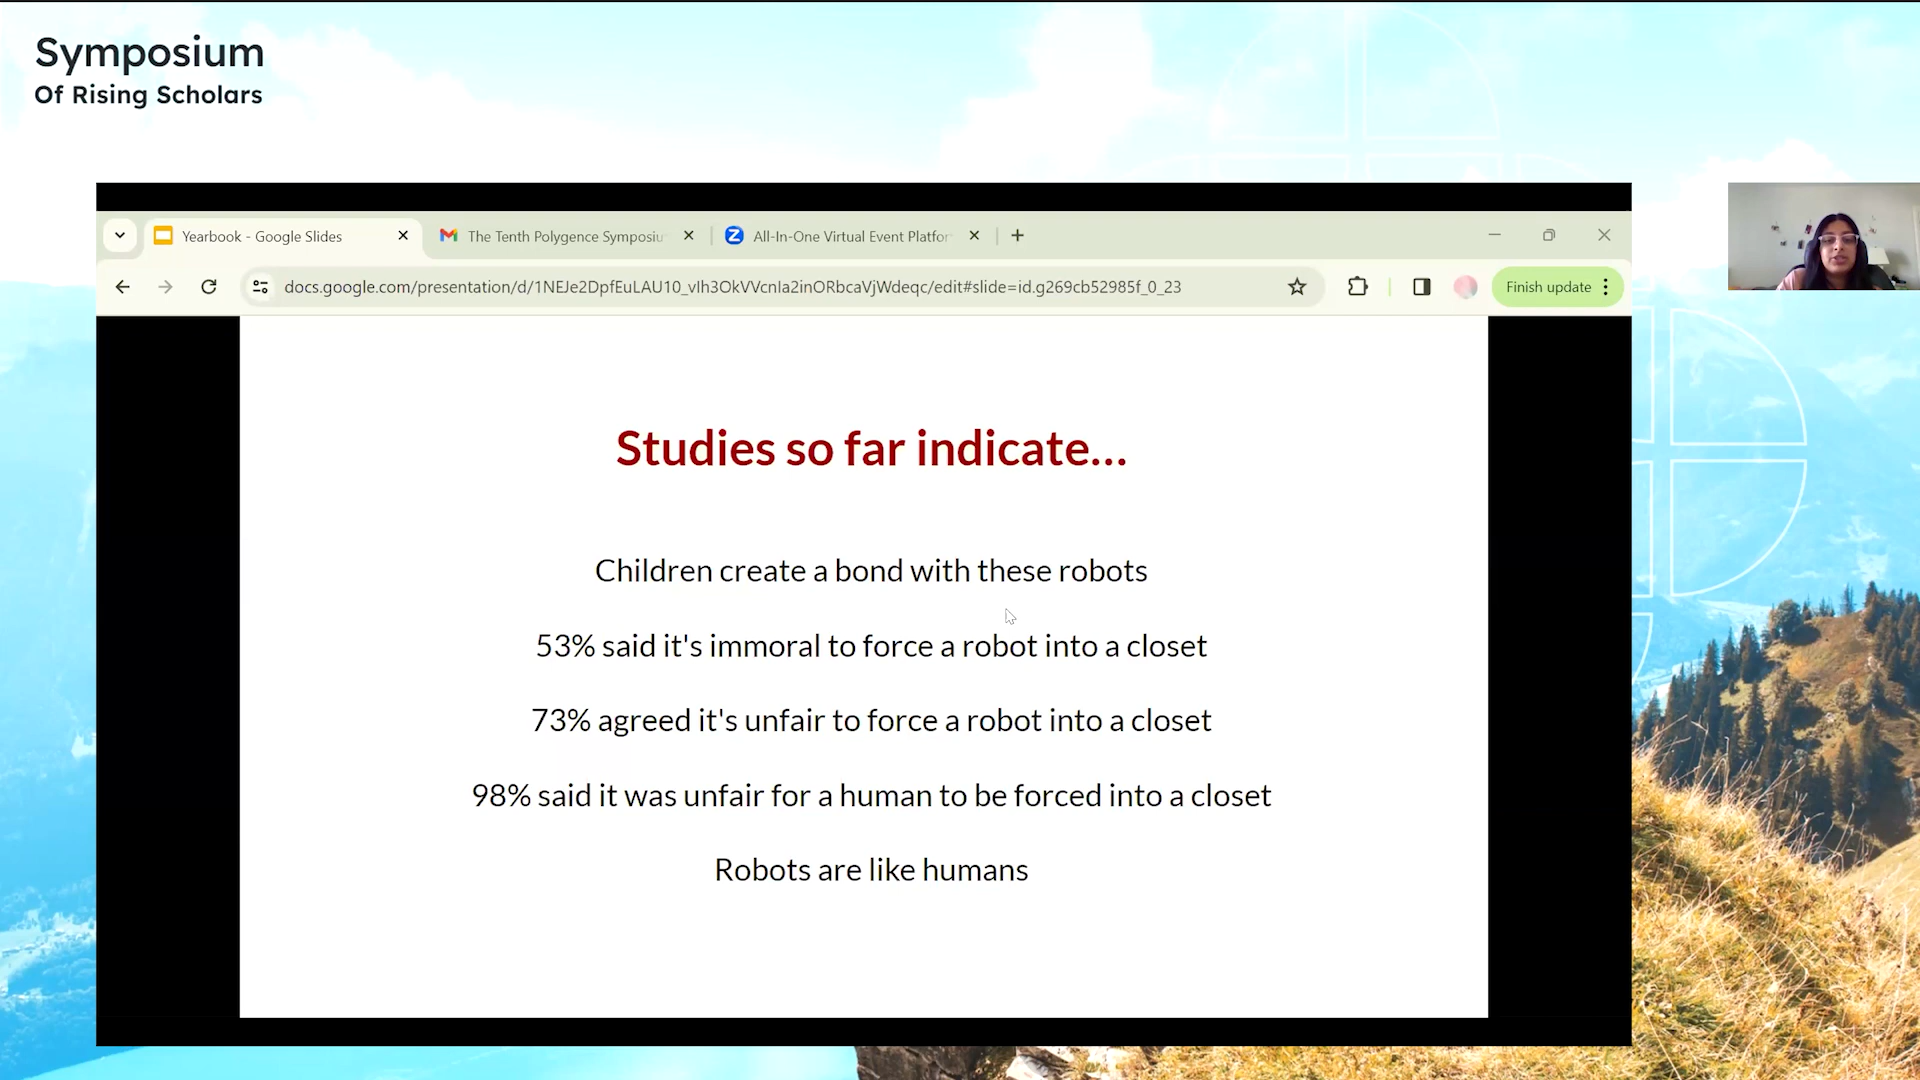 Symposium
Of Rising Scholars
Yearbook - Google Slides
The Tenth Polygence Symposiu
All-In-One Virtual Event Platfor
docs.google.com/presentation/d/1NEJe2DpfEuLAU10_vIh3OkVVcnIa2inORbcaVjWdeqc/edit#slide=id.g269cb52985f_0_23
Finish update
Studies so far indicate...
Children create a bond with these robots
53% said it's immoral to force a robot into a closet
73% agreed it's unfair to force a robot into a closet
98% said it was unfair for a human to be forced into a closet
Robots are like humans